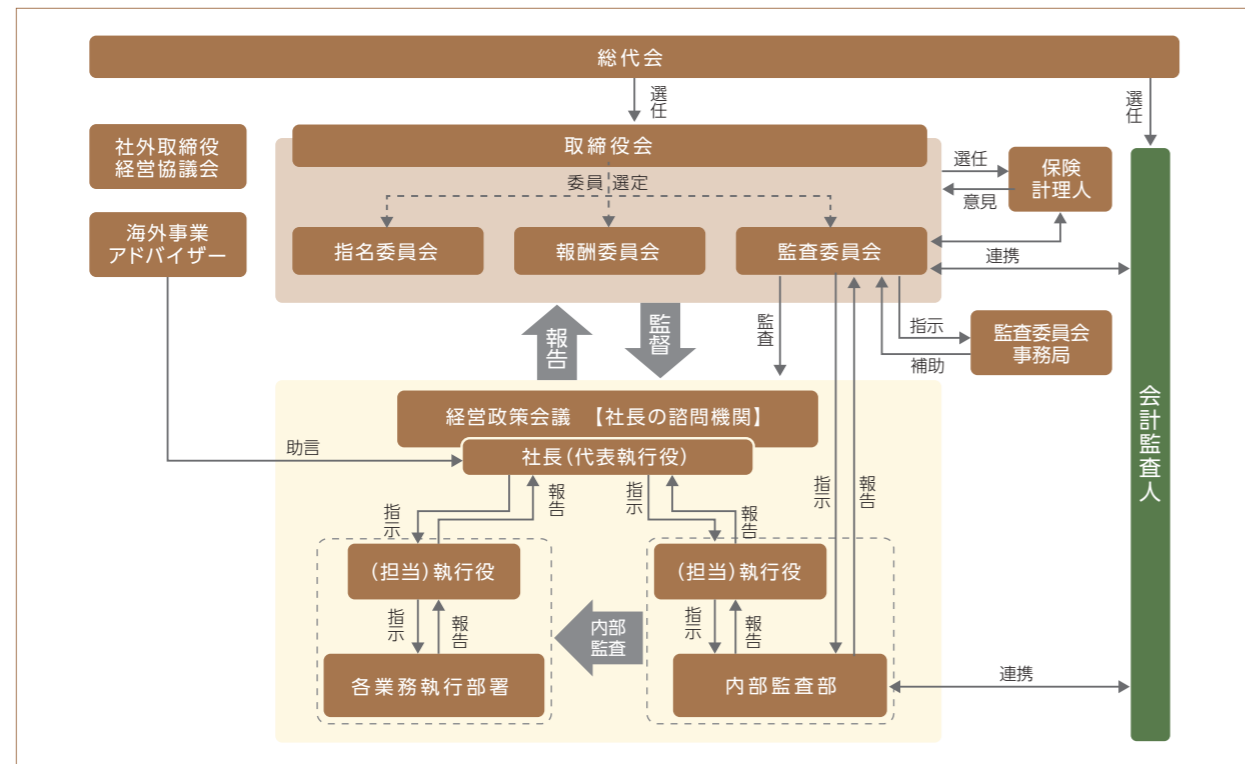 総代会
選任
選任
社外取締役
経営協議会
取締役会
選任
意見
保険
計理人
委員 選定
海外事業
アドバイザー
指名委員会
報酬委員会
監査委員会
連携
報告
監督
監査
指示
補助
監査委員会
事務局
会計監査人
経営政策会議 【社長の諮問機関】
助言
社長(代表執行役)
指示
報告
指示
報告
指示
報告
(担当)執行役
(担当)執行役
指示
報告
内部
監査
指示
報告
各業務執行部署
内部監査部
連携